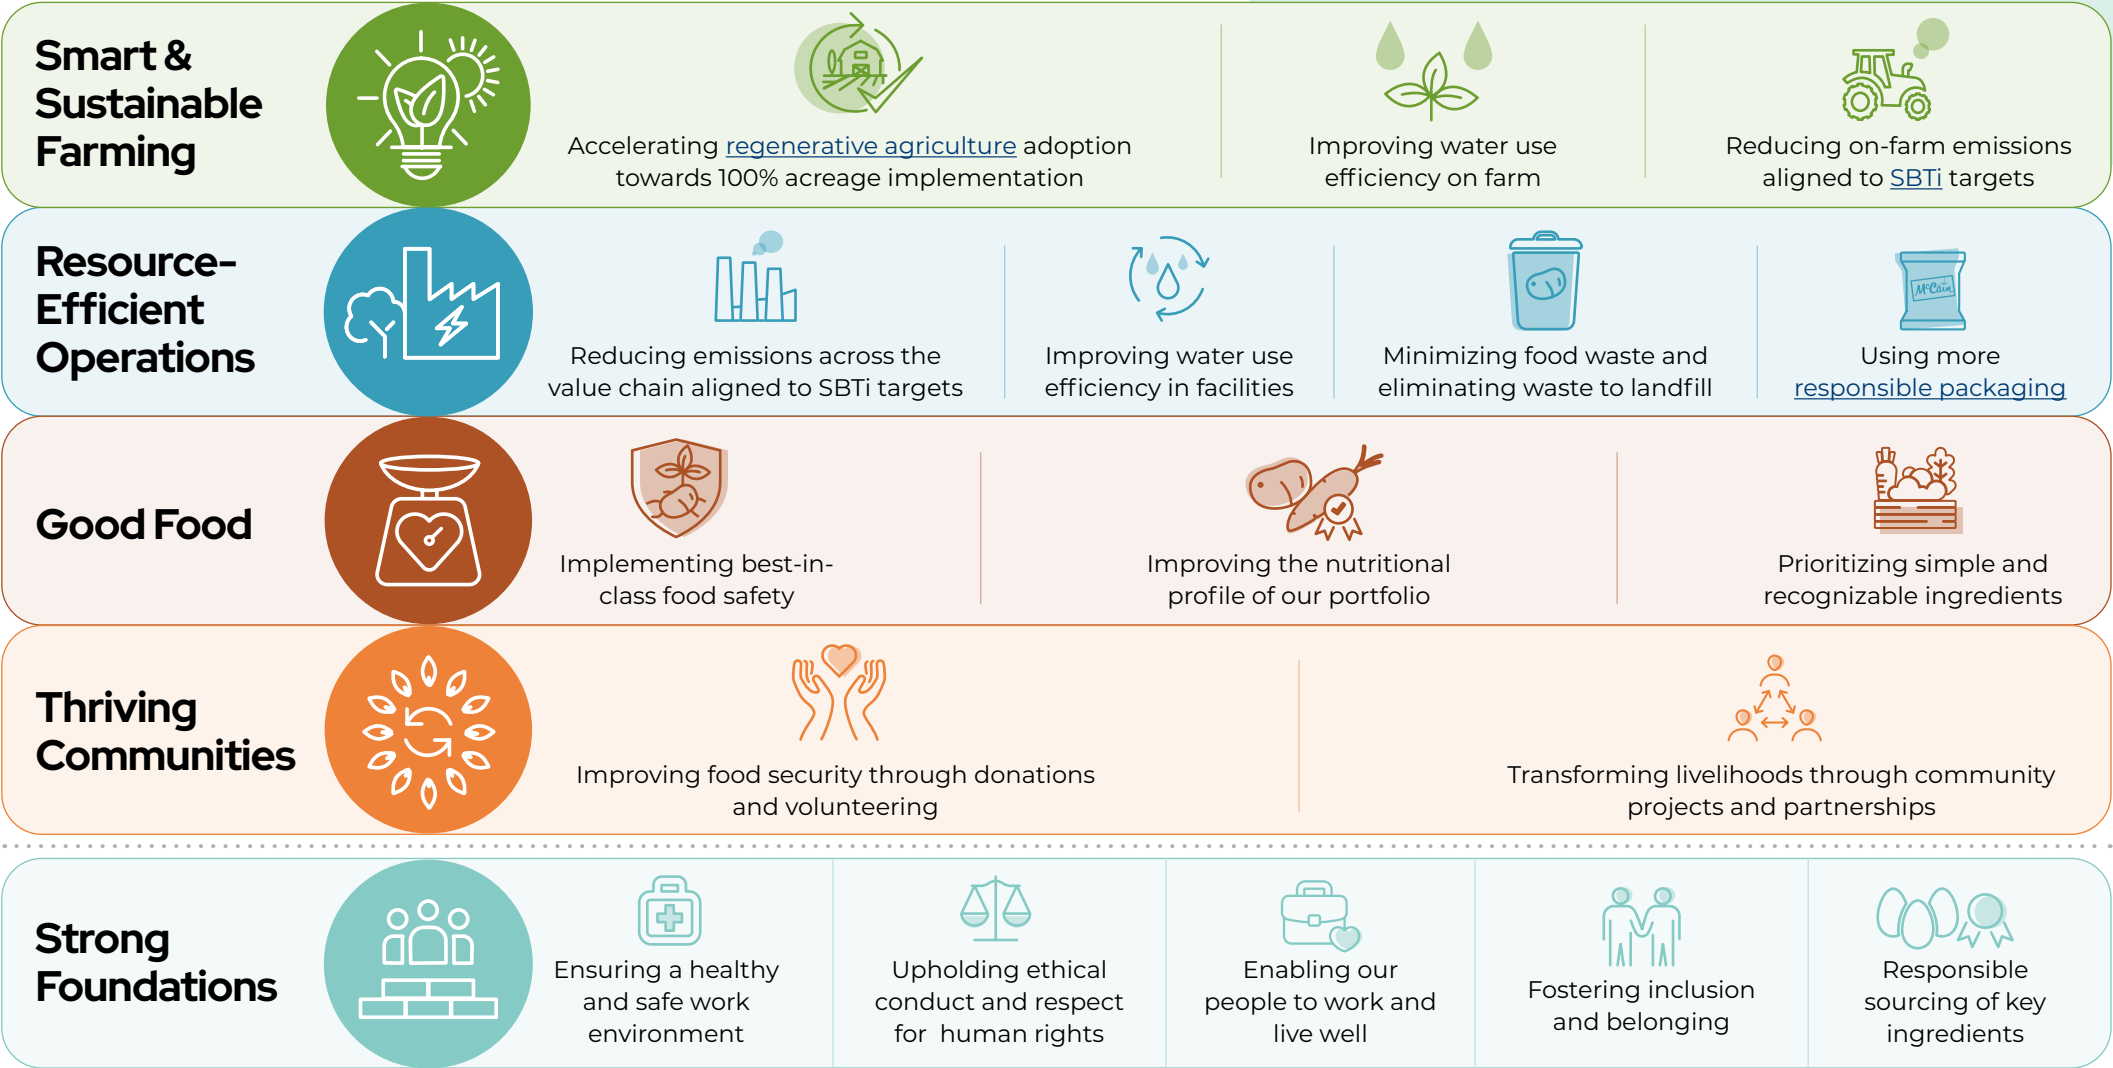 Smart &
Sustainable
Farming
Accelerating regenerative agriculture adoption
towards 100% acreage implementation
Improving water use
efficiency on farm
Reducing on-farm emissions
aligned to SBTi targets
Resource-
Efficient
Operations
Reducing emissions across the
value chain aligned to SBTi targets
Improving water use
efficiency in facilities
Minimizing food waste and
eliminating waste to landfill
McCain
Using more
responsible packaging
Good Food
Implementing best-in-
class food safety
Improving the nutritional
profile of our portfolio
Prioritizing simple and
recognizable ingredients
Thriving
Communities
Improving food security through donations
and volunteering
Transforming livelihoods through community
projects and partnerships
Strong
Foundations
Ensuring a healthy
and safe work
environment
Upholding ethical
conduct and respect
for human rights
Enabling our
people to work and
live well
Fostering inclusion
and belonging
Responsible
sourcing of key
ingredients